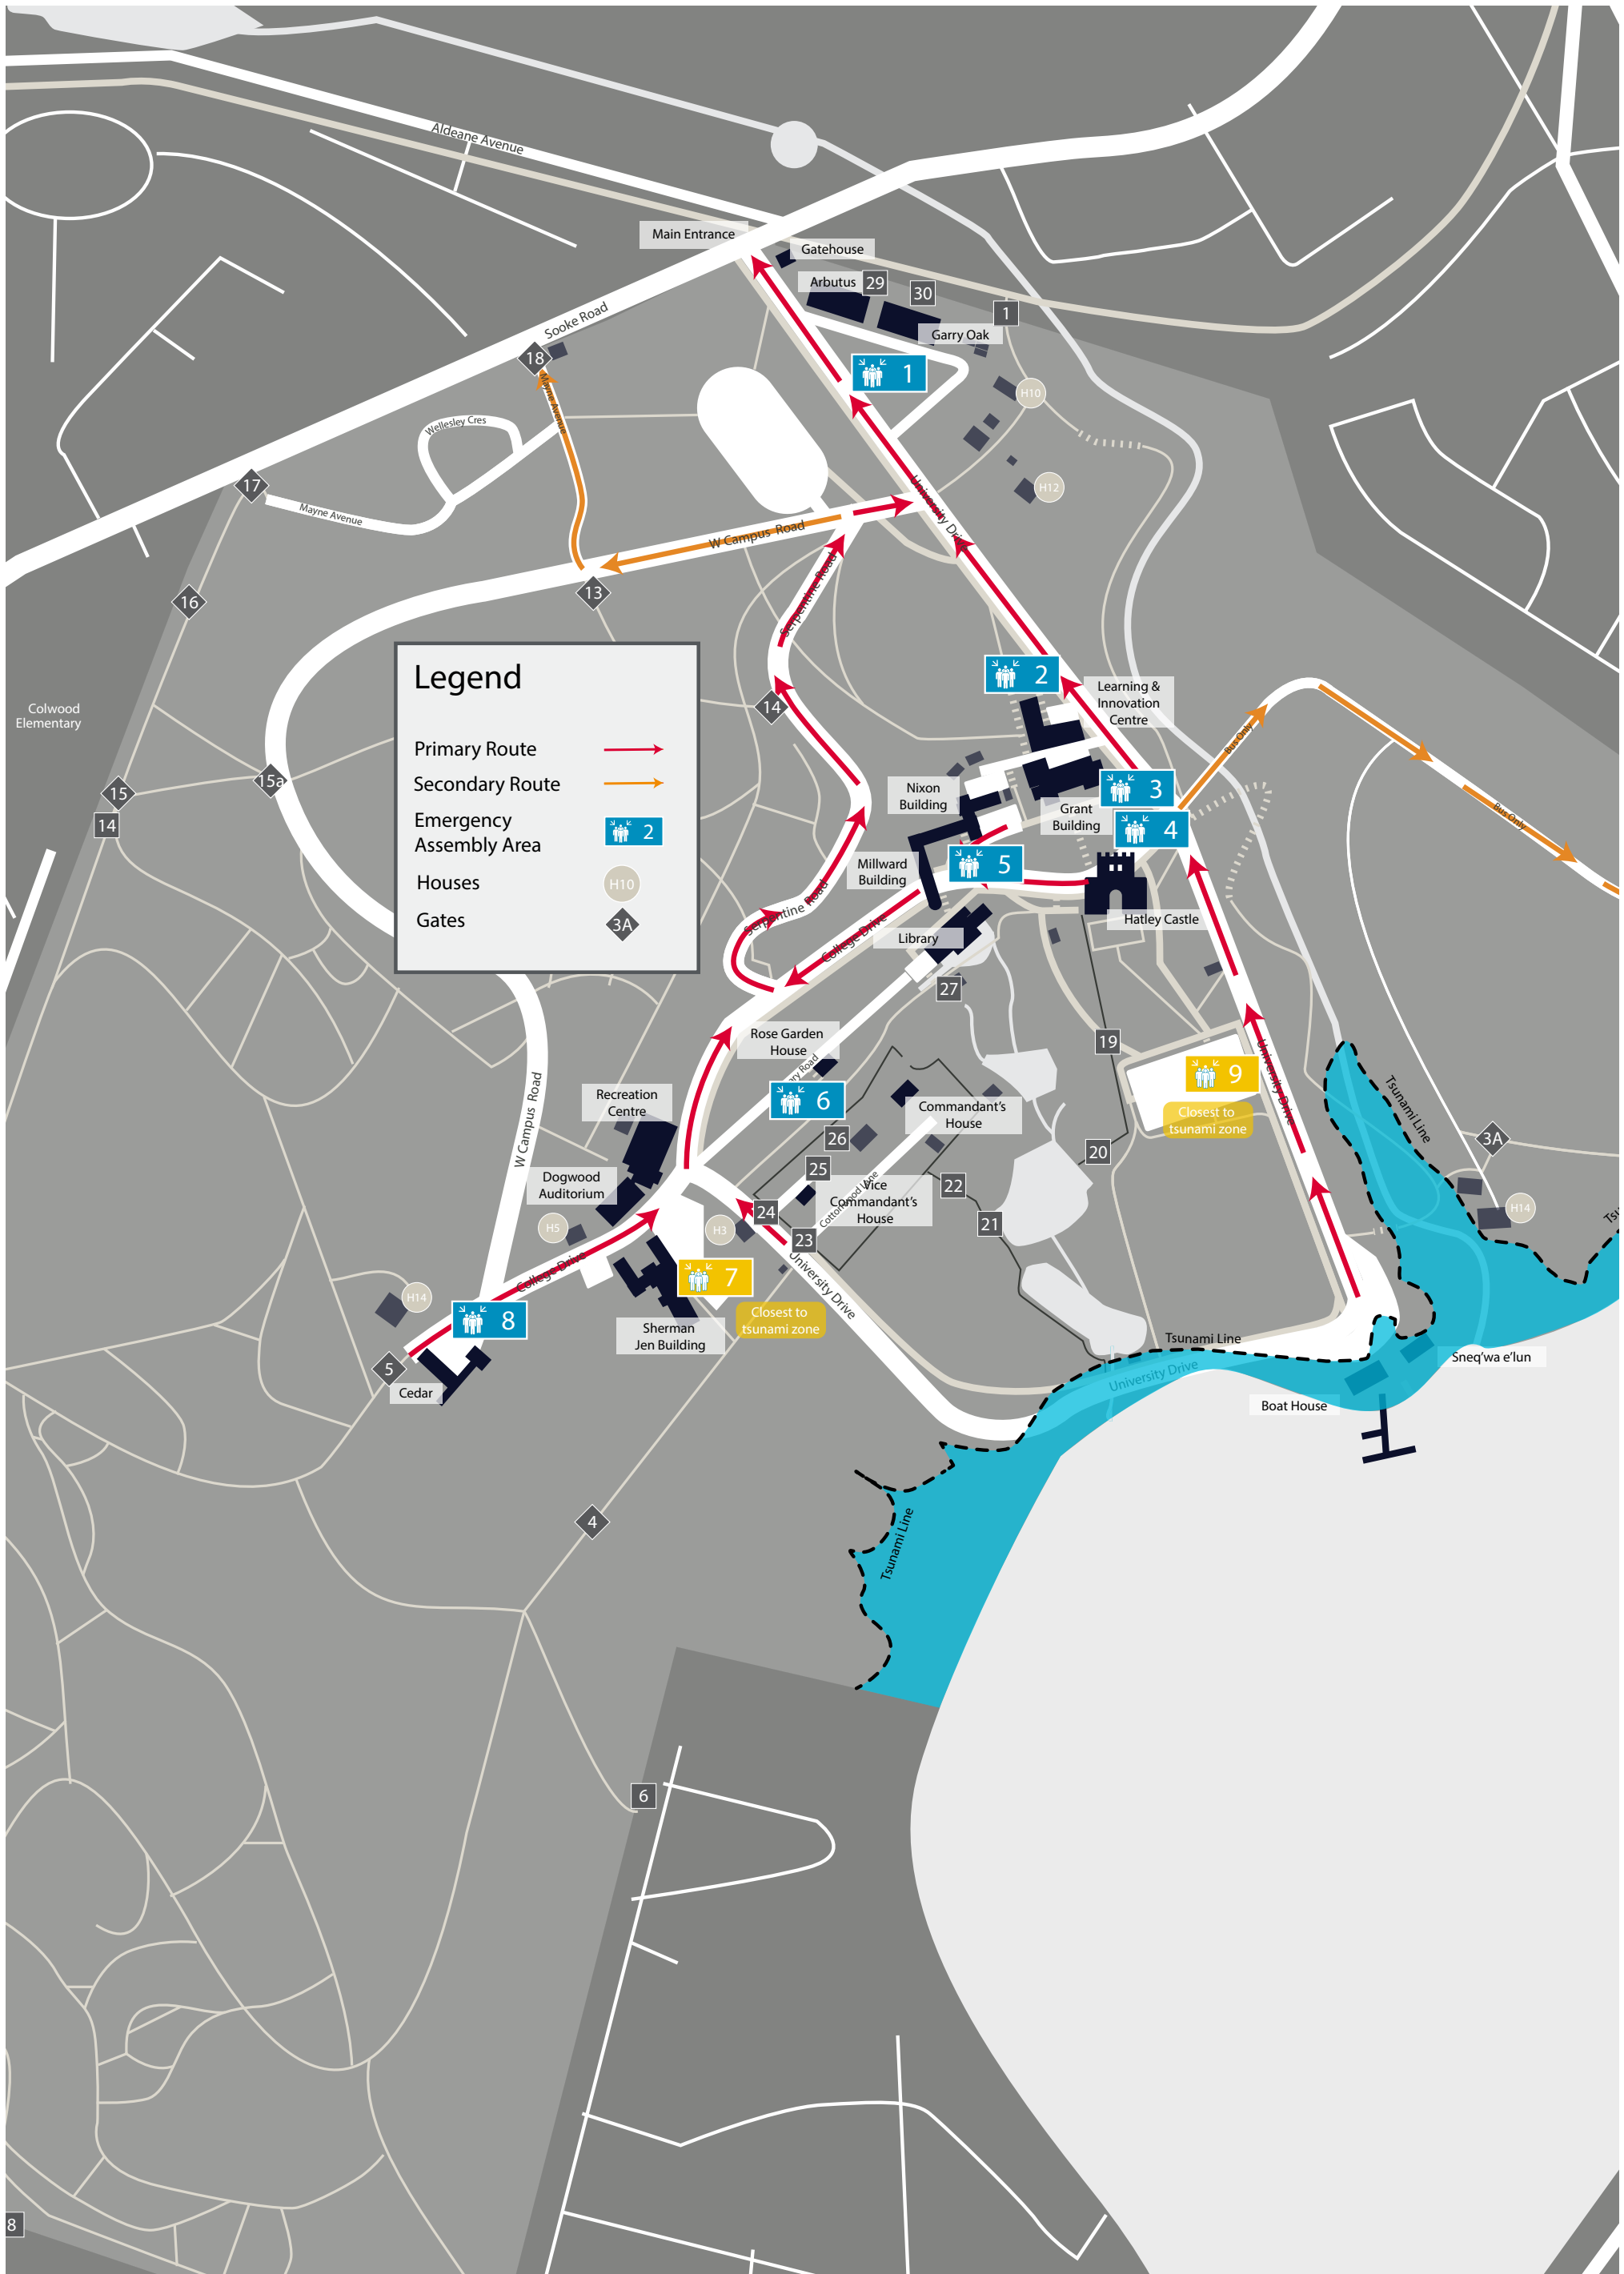 Aldeane Avenue
Main Entrance
Gatehouse
Arbutus
29
30
1
Garry Oak
Sooke Road
18
Mayne Avenue
1
H10
Wellesley Cres
17
Mayne Avenue
H12
University Drive
W Campus Road
13
16
Serpentine Road
Legend
Primary Route
Secondary Route
Emergency
Assembly Area
2
Houses
H10
Gates
3A
2
Learning &
Innovation
Centre
14
Colwood
Elementary
15a
15
14
Bus Only
Bus Only
Nixon
Building
3
Grant
Building
4
Millward
Building
5
Hatley Castle
Serpentine Road
College Drive
Library
27
19
Rose Garden
House
9
Closest to
tsunami zone
University Drive
Tsunami Line
3A
W Campus Road
Recreation
Centre
ry Road
6
Commandant's
House
26
25
20
22
Dogwood
Auditorium
Vice
Commandant's
House
Cottonwood Lane
24
23
21
H3
H5
H14
Tsu
College Drive
7
University Drive
H14
8
Closest to
tsunami zone
Sherman
Jen Building
Tsunami Line
University Drive
Sneq'wa e'lun
5
Cedar
Boat House
4
Tsunami Line
6
8